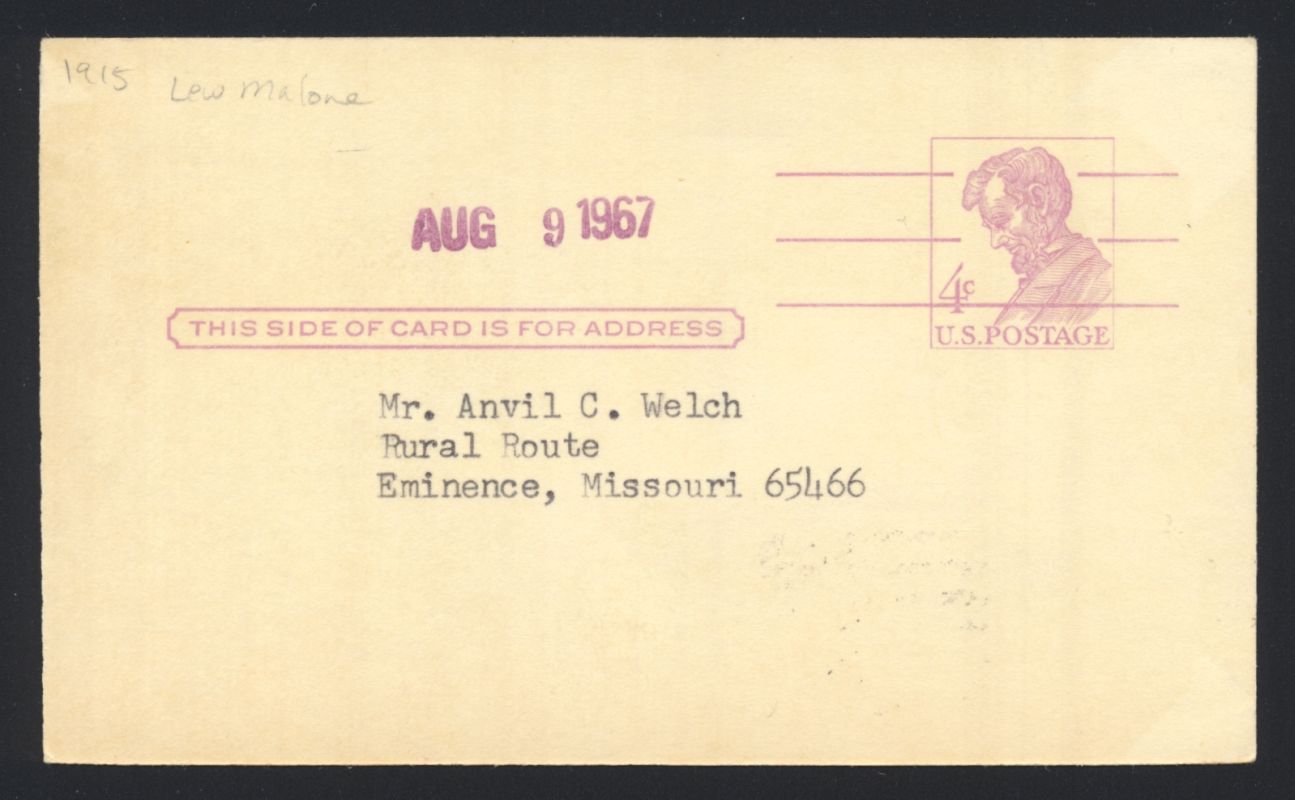 1915 Lew Malone
AUG 9 1967
THIS SIDE OF CARD IS FOR ADDRESS
4c
U.S.POSTAGE
Mr. Anvil C. Welch
Rural Route
Eminence, Missouri 65466